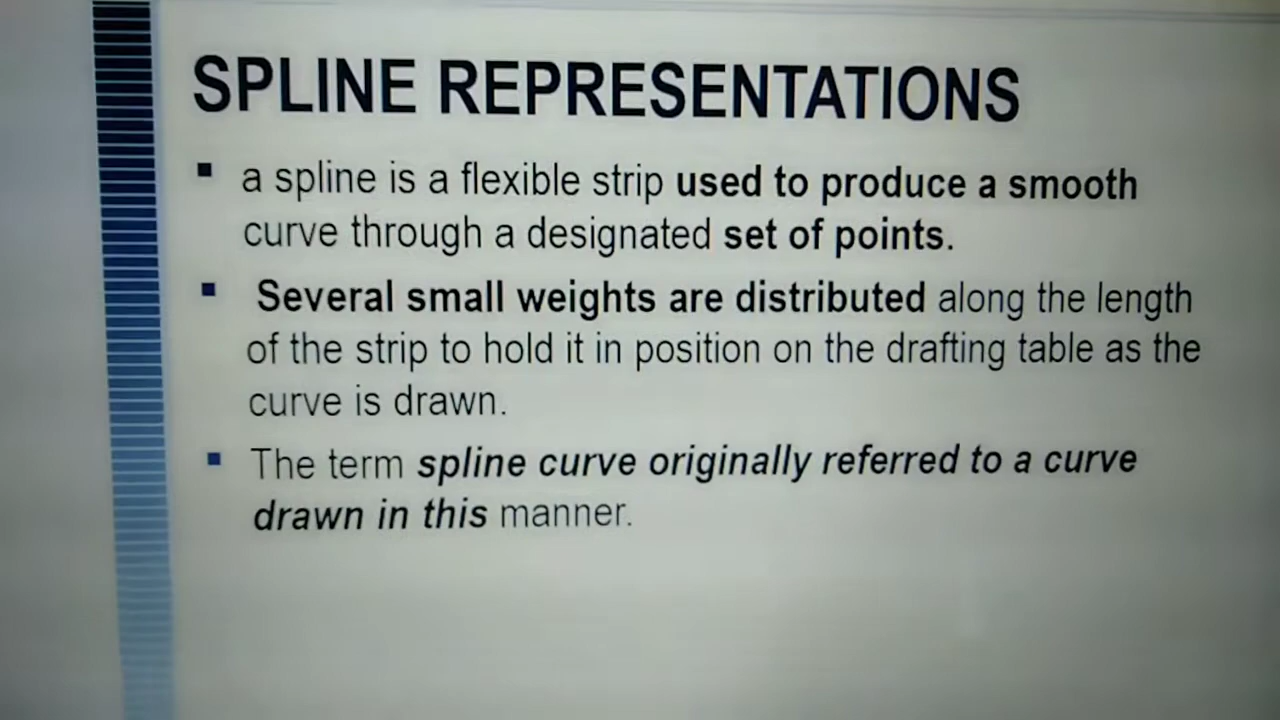 SPLINE REPRESENTATIONS
a spline is a flexible strip used to produce a smooth
curve through a designated set of points.
Several small weights are distributed along the length
of the strip to hold it in position on the drafting table as the
curve is drawn.
The term spline curve originally referred to a curve
drawn in this manner.